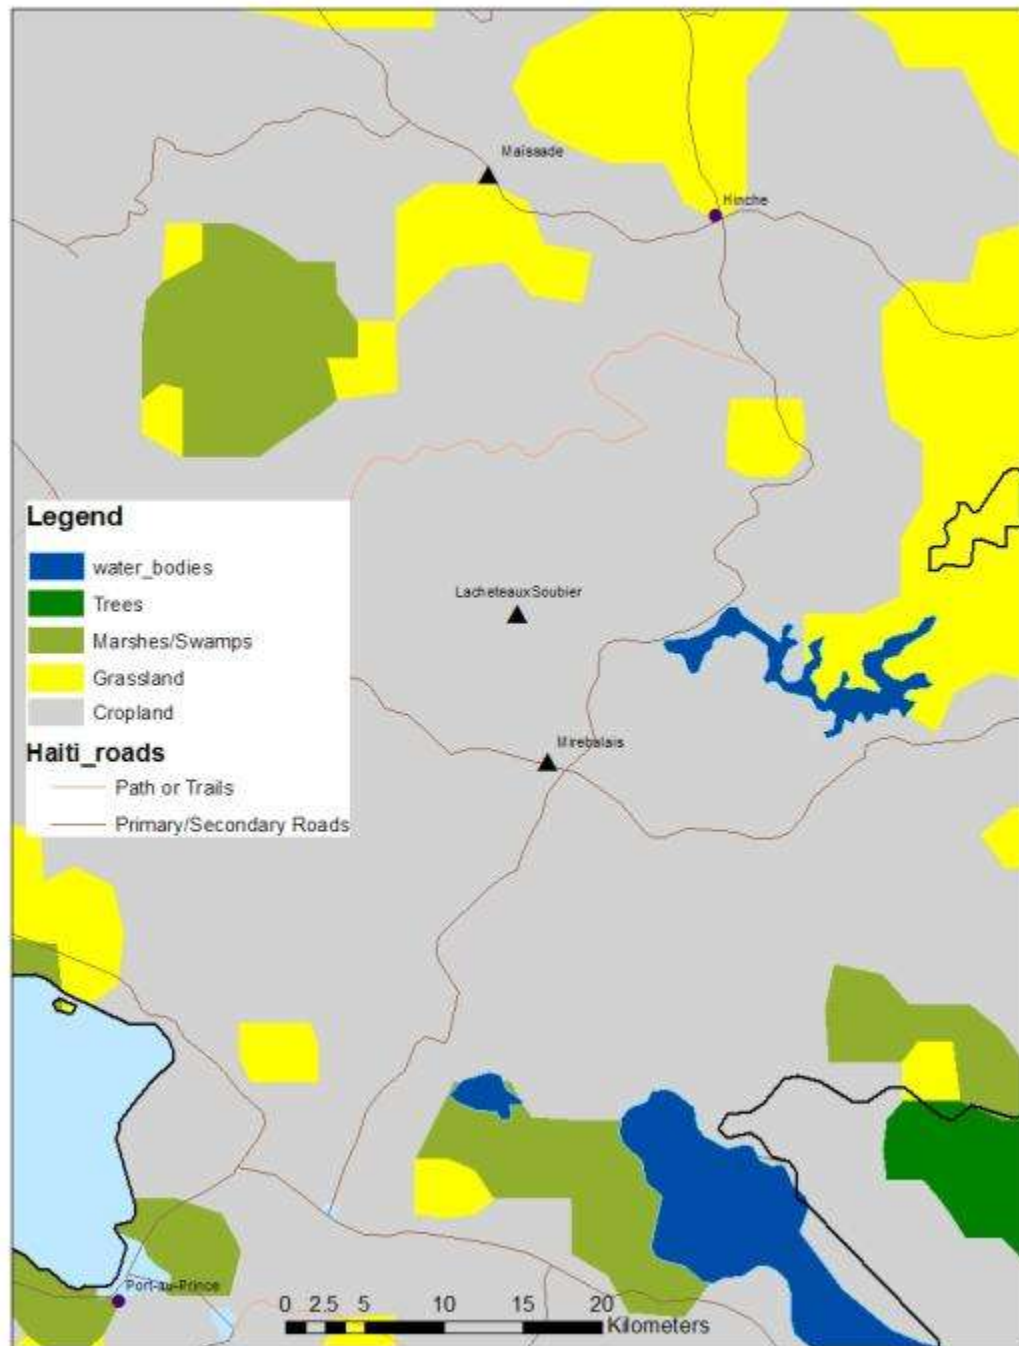 Maissade
Hinche
Legend
water_bodies
Trees
Marshes/Swamps
Grassland
Cropland
Haiti_roads
Path or Trails
Primary/Secondary Roads
LacheteauxSoubier
Mirebalais
Port-au-Prince
0 2.5 5 10 15 20
Kilometers